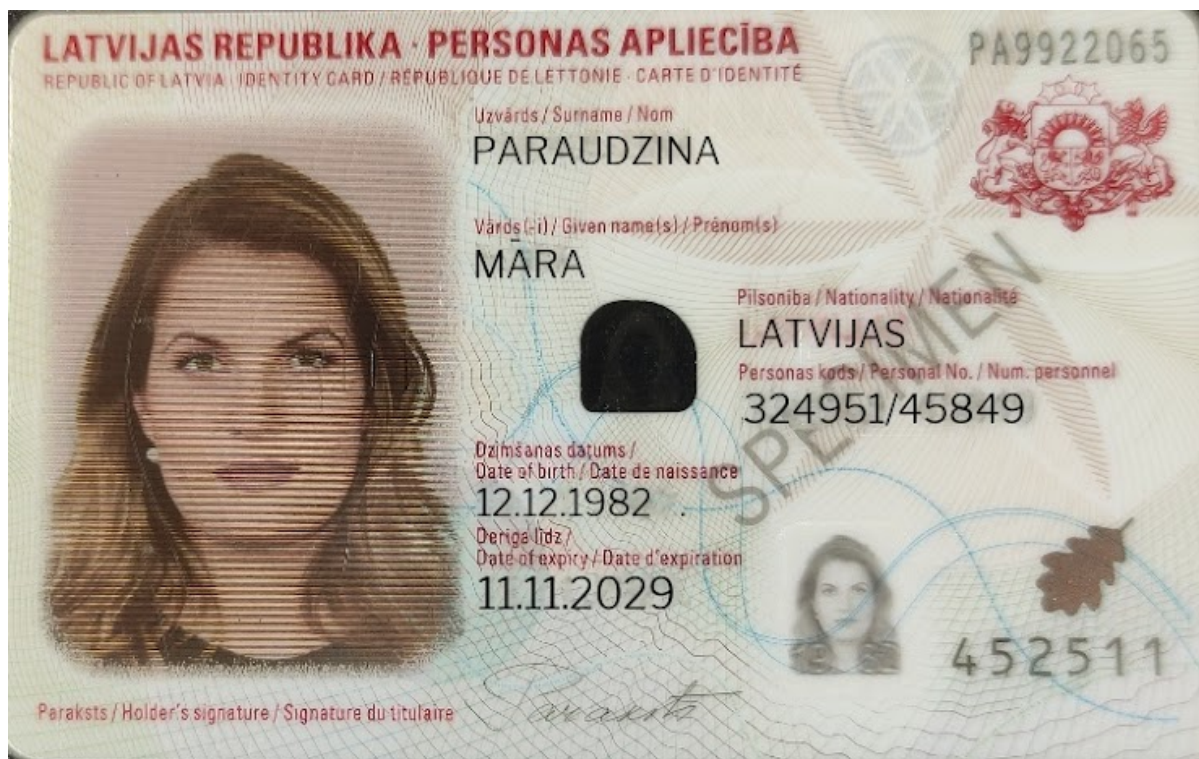 LATVIJAS REPUBLIKA · PERSONAS APLIECĪBA
REPUBLIC OF LATVIA · IDENTITY CARD / RÉPUBLIQUE DE LETTONIE · CARTE D'IDENTITÉ
PA9922065
Uzvārds / Surname / Nom
PARAUDZINA
Vārds(-i) / Given name(s) / Prénom(s)
MĀRA
Pilsonība / Nationality / Nationalité
LATVIJAS
Personas kods / Personal No. / Num. personnel
324951/45849
SPECIMEN
Dzimšanas datums /
Date of birth / Date de naissance
12.12.1982
Derīga līdz /
Date of expiry / Date d'expiration
11.11.2029
452511
Paraksts / Holder's signature / Signature du titulaire
Paraksts